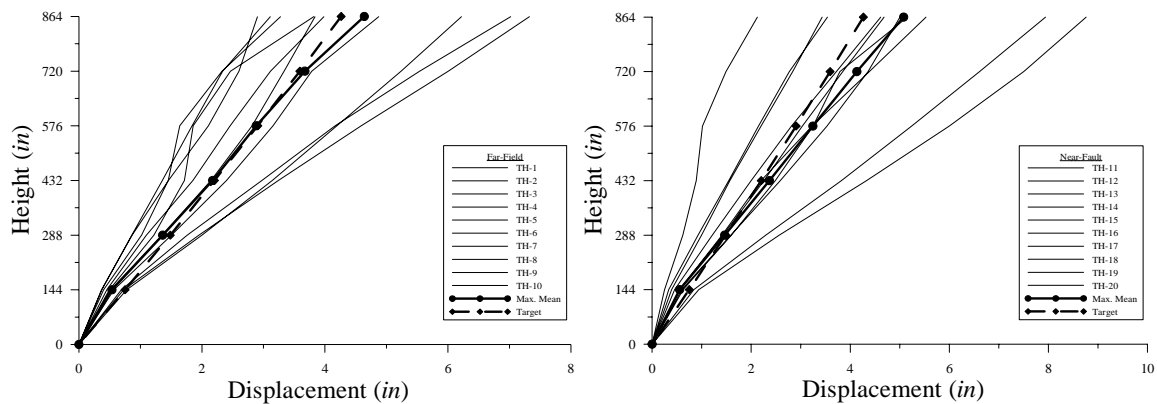 864
720
576
432
288
144
0
Height (in)
0
2
4
6
8
Displacement (in)
Far-Field
TH-1
TH-2
TH-3
TH-4
TH-5
TH-6
TH-7
TH-8
TH-9
TH-10
Max. Mean
Target
864
720
576
432
288
144
0
Height (in)
0
2
4
6
8
10
Displacement (in)
Near-Fault
TH-11
TH-12
TH-13
TH-14
TH-15
TH-16
TH-17
TH-18
TH-19
TH-20
Max. Mean
Target